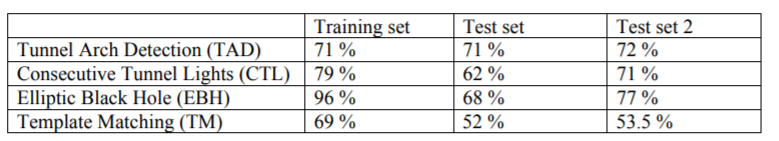 Training set Test set Test set 2
Tunnel Arch Detection (TAD) 71 % 71 % 72 %
Consecutive Tunnel Lights (CTL) 79 % 62 % 71 %
Elliptic Black Hole (EBH) 96 % 68 % 77 %
Template Matching (TM) 69 % 52 % 53.5 %